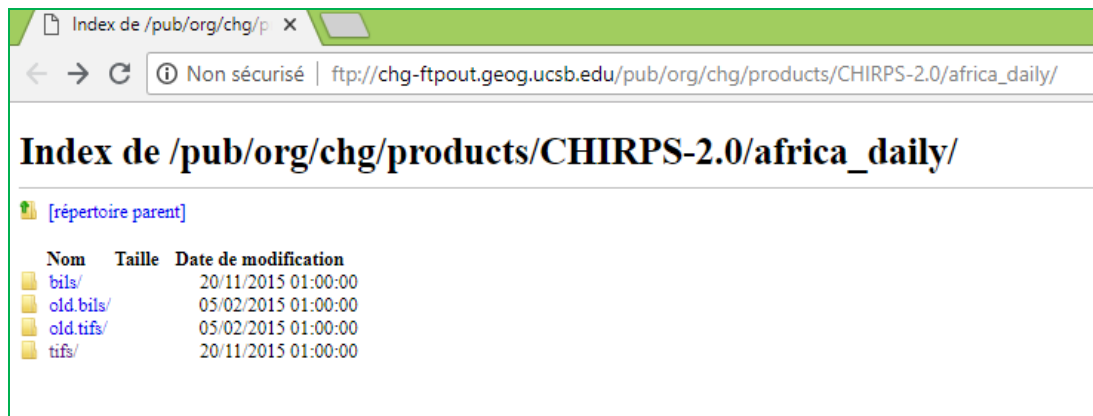 Index de /pub/org/chg/p
Non sécurisé | ftp://chg-ftpout.geog.ucsb.edu/pub/org/chg/products/CHIRPS-2.0/africa_daily/
Index de /pub/org/chg/products/CHIRPS-2.0/africa_daily/
[répertoire parent]
Nom Taille Date de modification
bils/ 20/11/2015 01:00:00
old.bils/ 05/02/2015 01:00:00
old.tifs/ 05/02/2015 01:00:00
tifs/ 20/11/2015 01:00:00